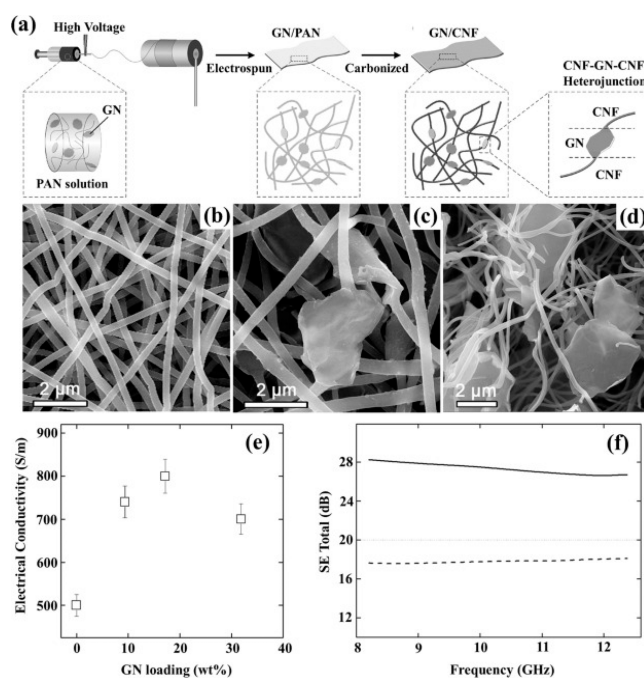 (a)
High Voltage
GN/PAN
GN/CNF
Electrospun
Carbonized
CNF-GN-CNF
Heterojunction
GN
PAN solution
CNF
GN
CNF
(b)
(c)
(d)
2 μm
2 μm
2 μm
(e)
Electrical Conductivity (S/m)
900
800
700
600
500
0
10
20
30
40
GN loading (wt%)
(f)
SE Total (dB)
28
24
20
16
12
8
9
10
11
12
Frequency (GHz)